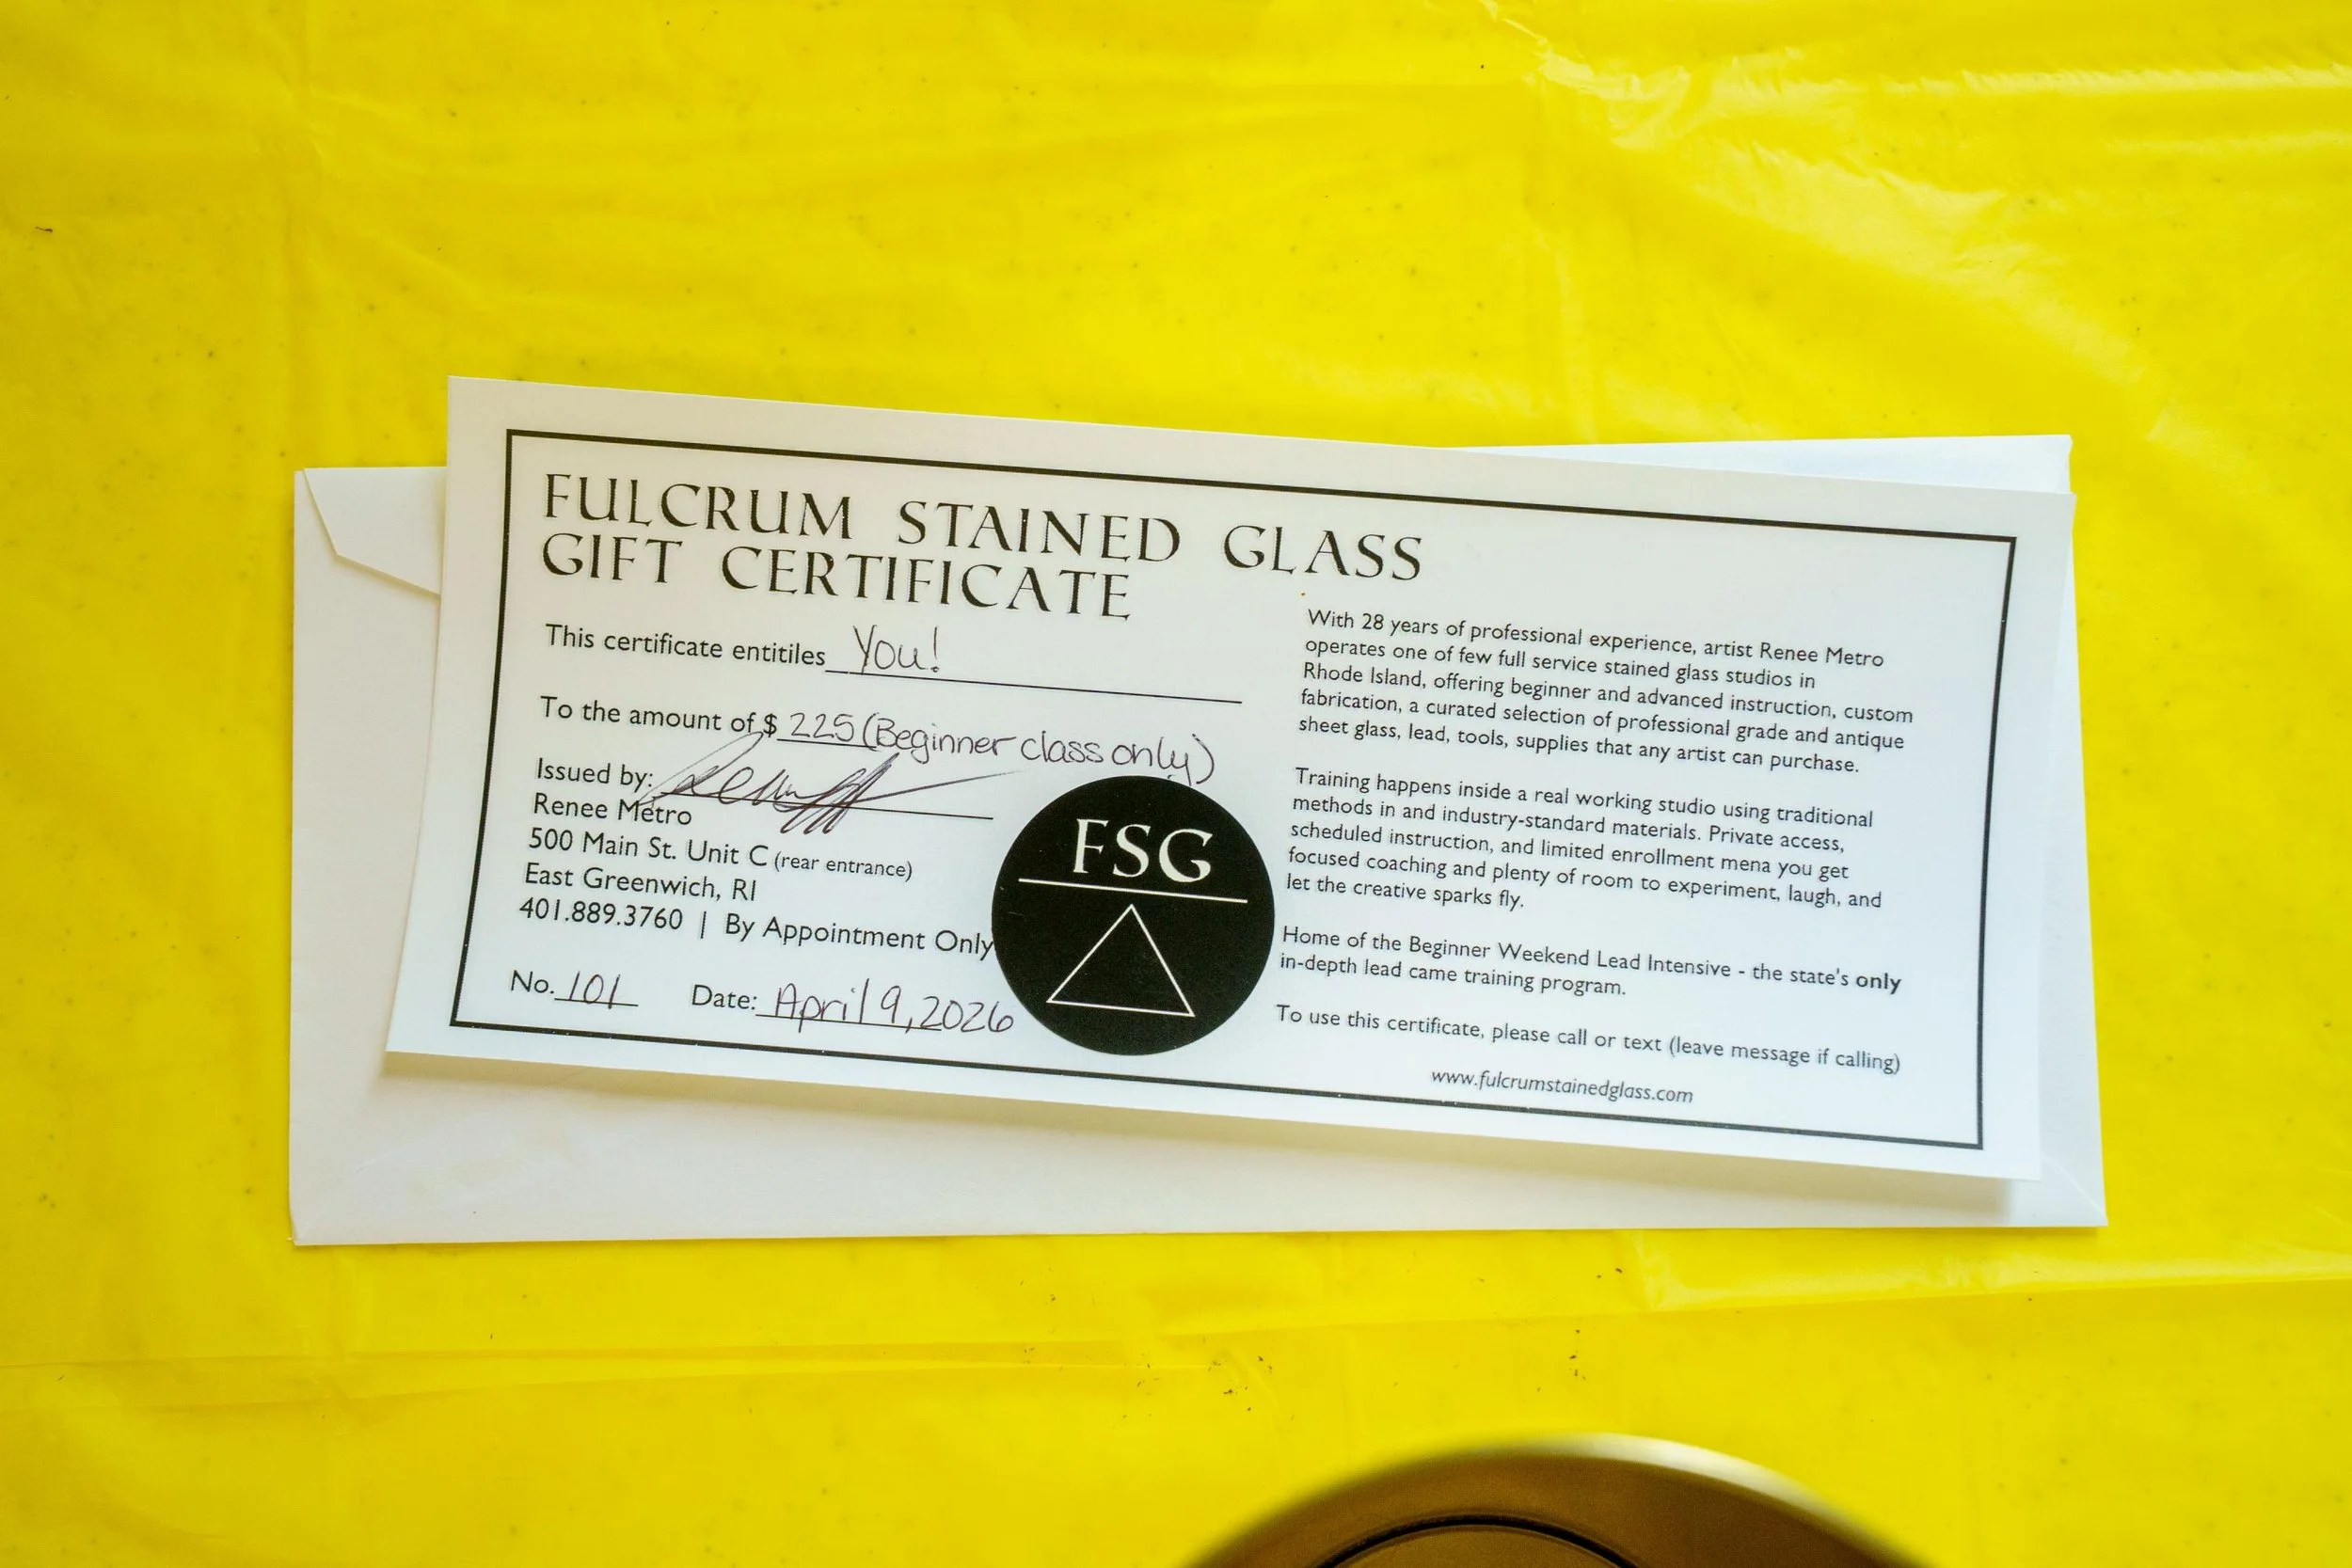 FULCRUM STAINED GLASS
GIFT CERTIFICATE
This certificate entitiles You!
To the amount of $ 225 (Beginner class only)
Issued by:
Renee Metro
500 Main St. Unit C (rear entrance)
East Greenwich, RI
401.889.3760 | By Appointment Only
No. 101 Date: April 9, 2026
FSG
With 28 years of professional experience, artist Renee Metro
operates one of few full service stained glass studios in
Rhode Island, offering beginner and advanced instruction, custom
fabrication, a curated selection of professional grade and antique
sheet glass, lead, tools, supplies that any artist can purchase.
Training happens inside a real working studio using traditional
methods in and industry-standard materials. Private access,
scheduled instruction, and limited enrollment mena you get
focused coaching and plenty of room to experiment, laugh, and
let the creative sparks fly.
Home of the Beginner Weekend Lead Intensive - the state's only
in-depth lead came training program.
To use this certificate, please call or text (leave message if calling)
www.fulcrumstainedglass.com